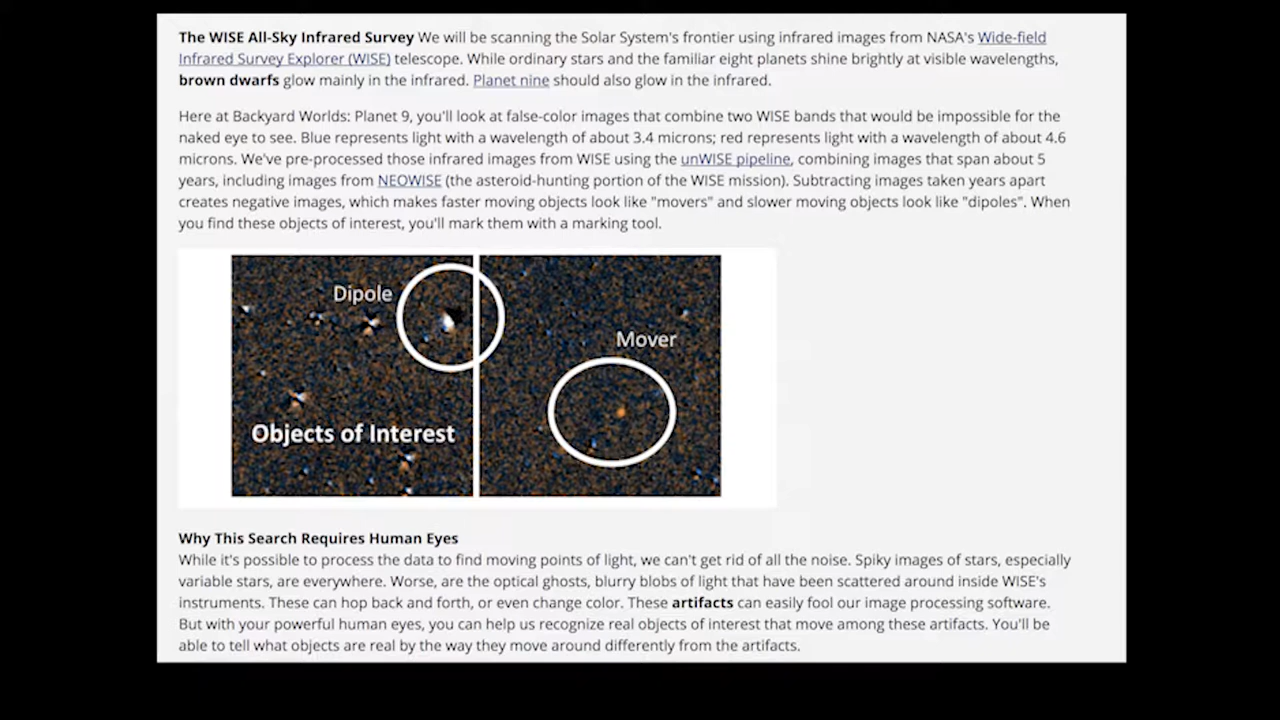 The WISE All-Sky Infrared Survey We will be scanning the Solar System's frontier using infrared images from NASA's Wide-field
Infrared Survey Explorer (WISE) telescope. While ordinary stars and the familiar eight planets shine brightly at visible wavelengths,
brown dwarfs glow mainly in the infrared. Planet nine should also glow in the infrared.
Here at Backyard Worlds: Planet 9, you'll look at false-color images that combine two WISE bands that would be impossible for the
naked eye to see. Blue represents light with a wavelength of about 3.4 microns; red represents light with a wavelength of about 4.6
microns. We've pre-processed those infrared images from WISE using the unWISE pipeline, combining images that span about 5
years, including images from NEOWISE (the asteroid-hunting portion of the WISE mission). Subtracting images taken years apart
creates negative images, which makes faster moving objects look like "movers" and slower moving objects look like "dipoles". When
you find these objects of interest, you'll mark them with a marking tool.
Dipole
Mover
Objects of Interest
Why This Search Requires Human Eyes
While it's possible to process the data to find moving points of light, we can't get rid of all the noise. Spiky images of stars, especially
variable stars, are everywhere. Worse, are the optical ghosts, blurry blobs of light that have been scattered around inside WISE's
instruments. These can hop back and forth, or even change color. These artifacts can easily fool our image processing software.
But with your powerful human eyes, you can help us recognize real objects of interest that move among these artifacts. You'll be
able to tell what objects are real by the way they move around differently from the artifacts.